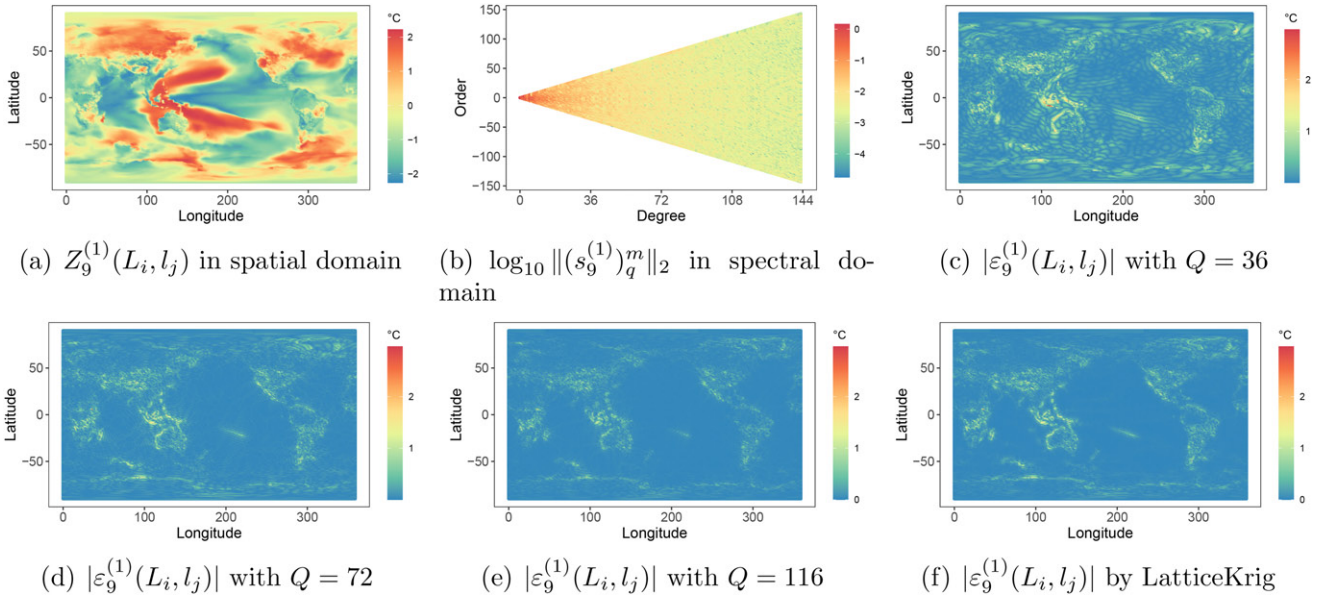 °C
2
1
0
−1
−2
50
0
−50
Latitude
0
100
200
300
Longitude
(a) Z_9^{(1)}(L_i, l_j) in spatial domain
150
100
50
0
−50
−100
−150
Order
0
−1
−2
−3
−4
0
36
72
108
144
Degree
(b) log_{10} ‖(s_9^{(1)})_q^m‖_2 in spectral do-
main
°C
2
1
50
0
−50
Latitude
0
100
200
300
Longitude
(c) |ε_9^{(1)}(L_i, l_j)| with Q = 36
°C
2
1
50
0
−50
Latitude
0
100
200
300
Longitude
(d) |ε_9^{(1)}(L_i, l_j)| with Q = 72
°C
2
1
0
50
0
−50
Latitude
0
100
200
300
Longitude
(e) |ε_9^{(1)}(L_i, l_j)| with Q = 116
°C
2
1
0
50
0
−50
Latitude
0
100
200
300
Longitude
(f) |ε_9^{(1)}(L_i, l_j)| by LatticeKrig